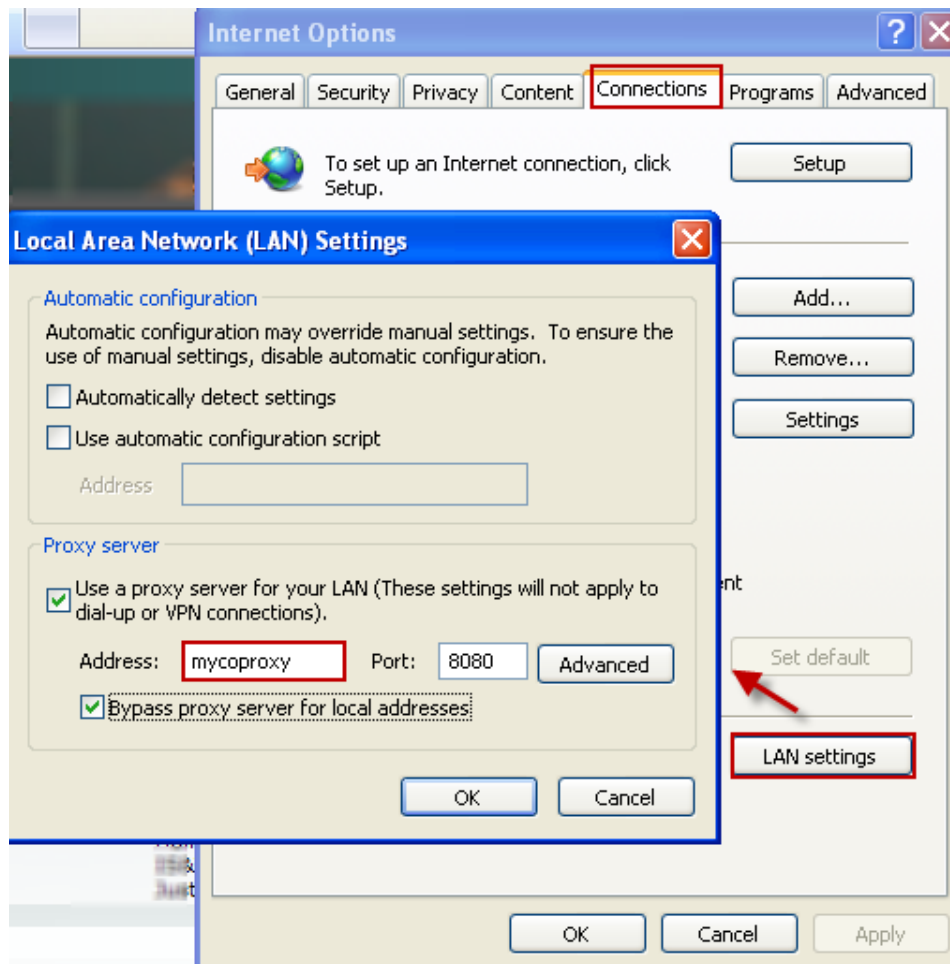 Internet Options
General Security Privacy Content Connections Programs Advanced
To set up an Internet connection, click
Setup.
Setup
Local Area Network (LAN) Settings
Automatic configuration
Automatic configuration may override manual settings. To ensure the
use of manual settings, disable automatic configuration.
Automatically detect settings
Use automatic configuration script
Address
Proxy server
Use a proxy server for your LAN (These settings will not apply to
dial-up or VPN connections).
Address: mycoproxy Port: 8080 Advanced
Bypass proxy server for local addresses
OK Cancel
Add...
Remove...
Settings
Set default
LAN settings
OK Cancel Apply